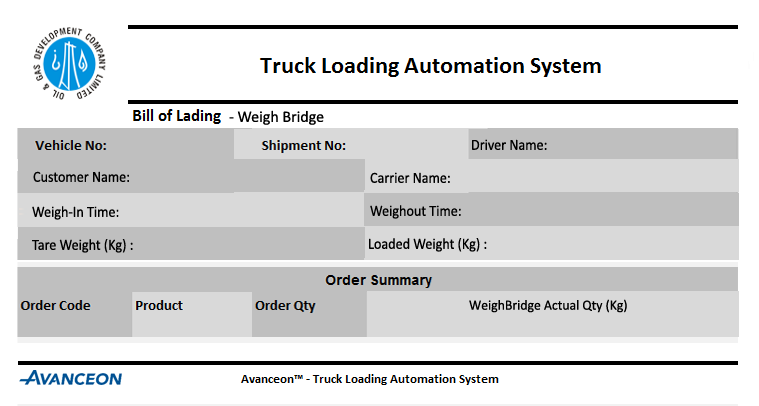 OIL & GAS DEVELOPMENT COMPANY LIMITED
Truck Loading Automation System
Bill of Lading - Weigh Bridge
Vehicle No: Shipment No: Driver Name:
Customer Name: Carrier Name:
Weigh-In Time: Weighout Time:
Tare Weight (Kg) : Loaded Weight (Kg) :
Order Summary
Order Code Product Order Qty WeighBridge Actual Qty (Kg)
AVANCEON Avanceon™ - Truck Loading Automation System